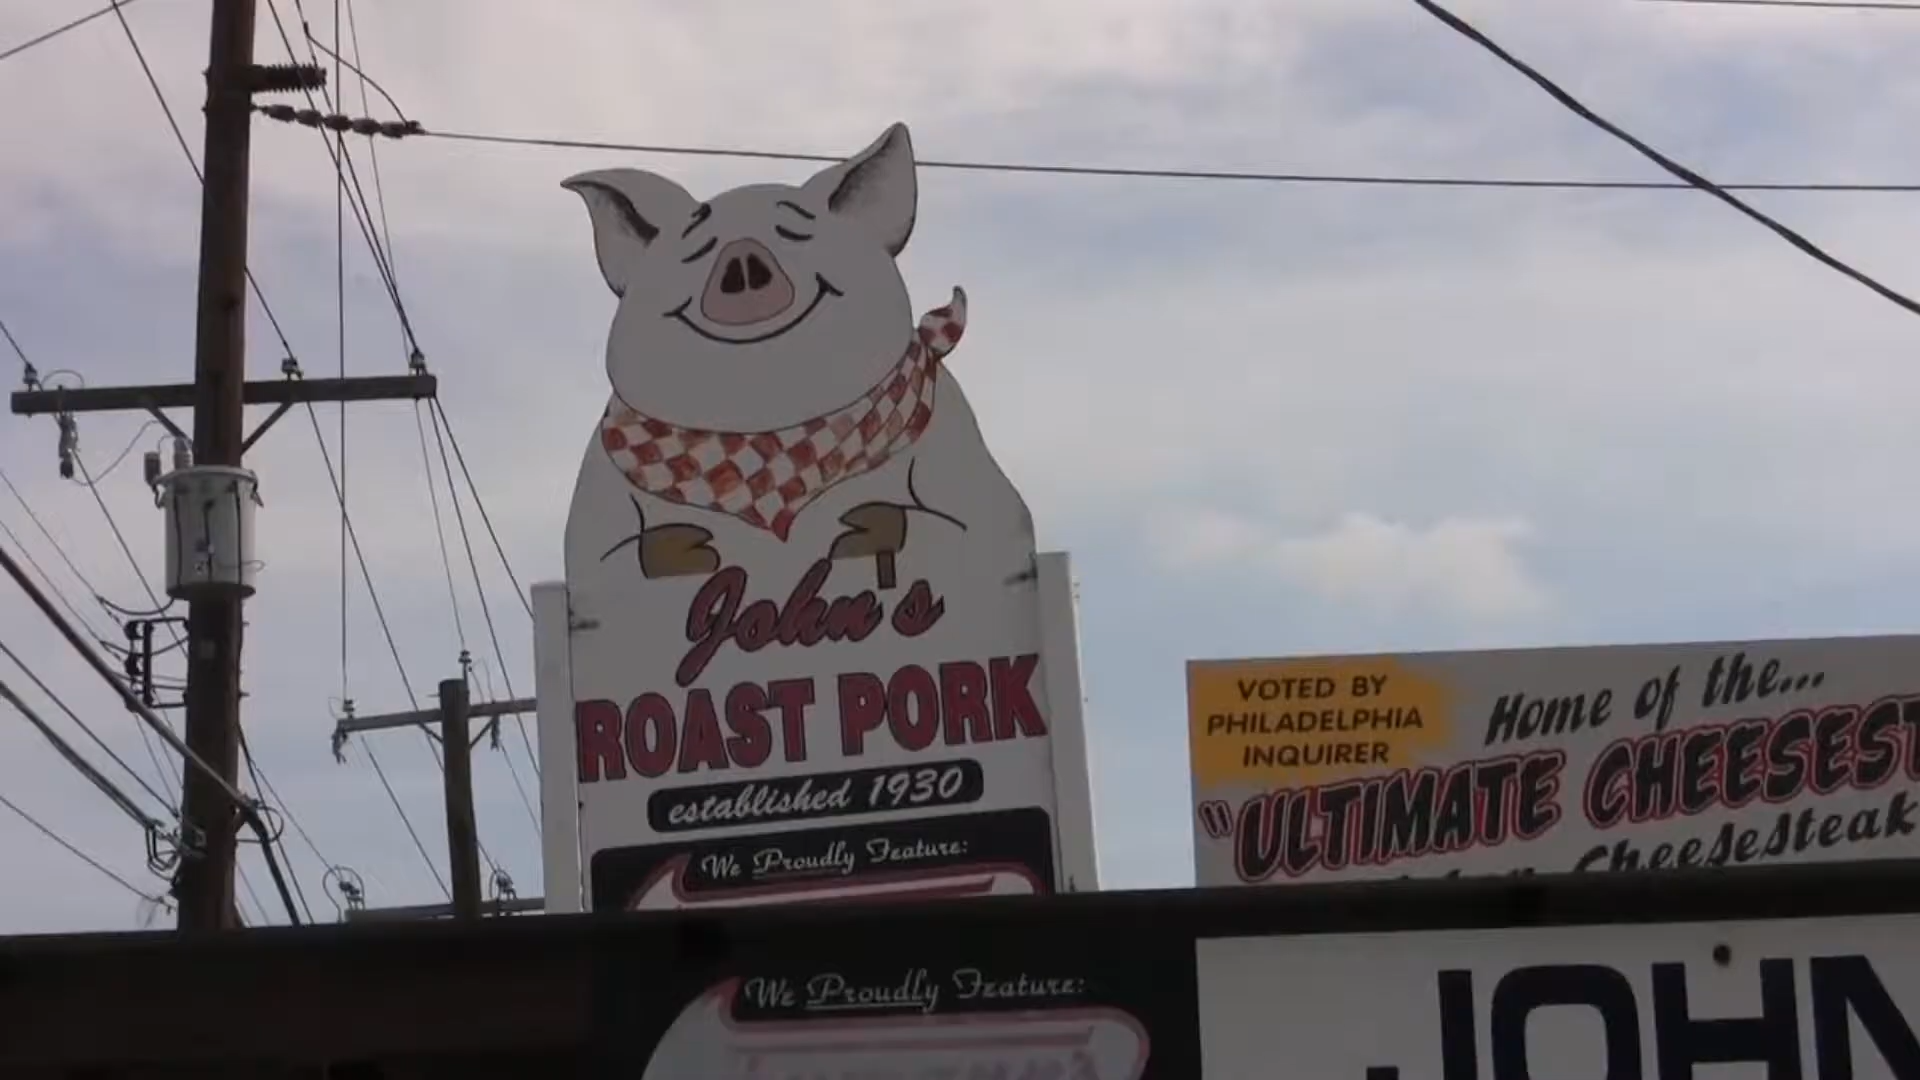 John's
ROAST PORK
established 1930
We Proudly Feature:
VOTED BY
PHILADELPHIA
INQUIRER
Home of the...
"ULTIMATE CHEESEST
Cheesesteak
We Proudly Feature:
JOHN